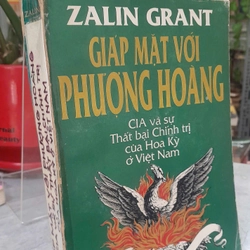 ZALIN GRANT
GIÁP MẶT VỚI
PHƯỢNG HOÀNG
CIA và sự
Thất bại Chính trị
của Hoa Kỳ
ở Việt Nam